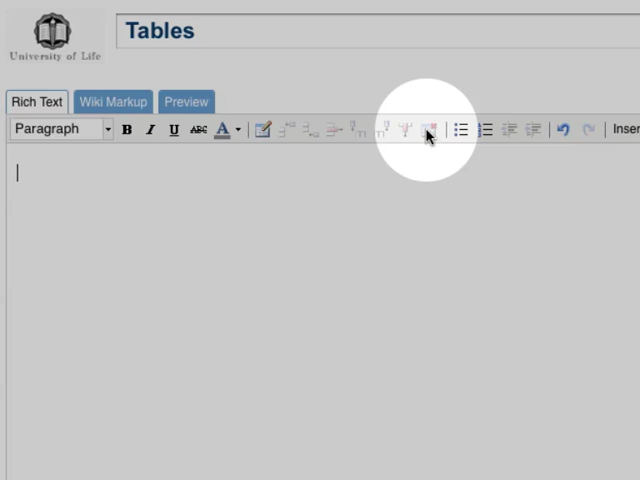 University of Life
Tables
Rich Text
Wiki Markup
Preview
Paragraph
B
I
U
ABC
A
Inser